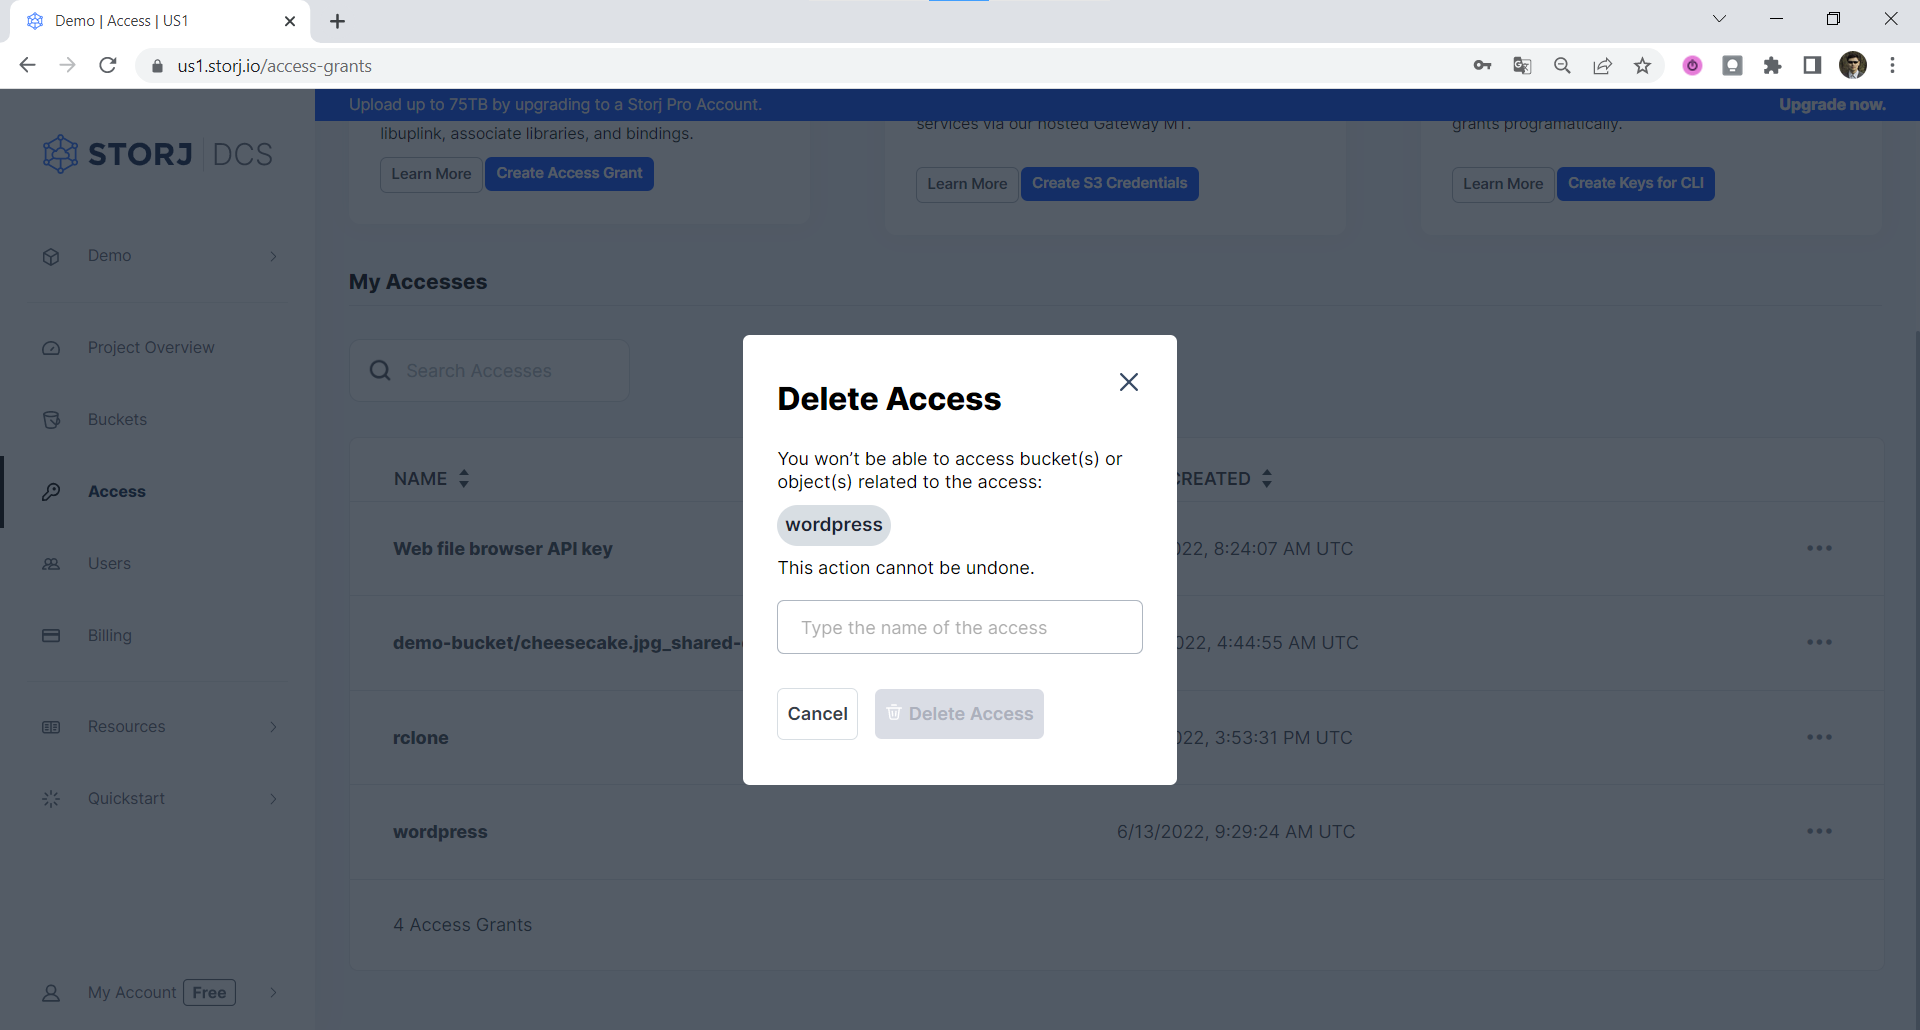 Demo | Access | US1
us1.storj.io/access-grants
Upload up to 75TB by upgrading to a Storj Pro Account.
Upgrade now.
STORJ DCS
Demo
Project Overview
Buckets
Access
Users
Billing
Resources
Quickstart
My Account Free
libuplink, associate libraries, and bindings.
Learn More Create Access Grant
services via our hosted Gateway MT.
Learn More Create S3 Credentials
grants programatically.
Learn More Create Keys for CLI
My Accesses
Search Accesses
NAME
CREATED
Web file browser API key
022, 8:24:07 AM UTC
demo-bucket/cheesecake.jpg_shared-
022, 4:44:55 AM UTC
rclone
022, 3:53:31 PM UTC
wordpress
6/13/2022, 9:29:24 AM UTC
4 Access Grants
Delete Access
You won’t be able to access bucket(s) or
object(s) related to the access:
wordpress
This action cannot be undone.
Type the name of the access
Cancel
Delete Access